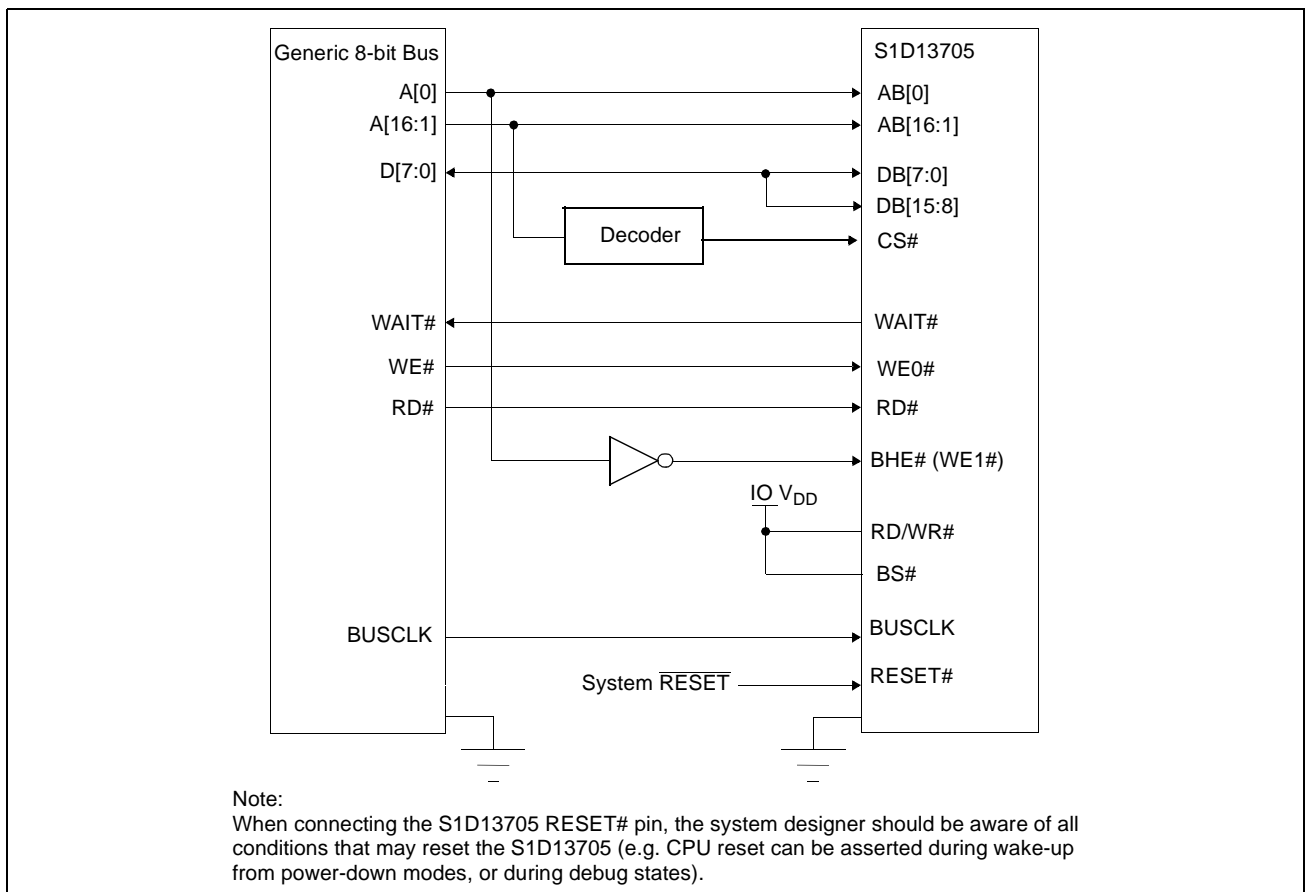 Generic 8-bit Bus S1D13705
A[0] AB[0]
A[16:1] AB[16:1]
D[7:0] DB[7:0]
DB[15:8]
Decoder CS#
WAIT# WAIT#
WE# WE0#
RD# RD#
BHE# (WE1#)
IO VDD
RD/WR#
BS#
BUSCLK BUSCLK
System RESET RESET#
Note:
When connecting the S1D13705 RESET# pin, the system designer should be aware of all
conditions that may reset the S1D13705 (e.g. CPU reset can be asserted during wake-up
from power-down modes, or during debug states).